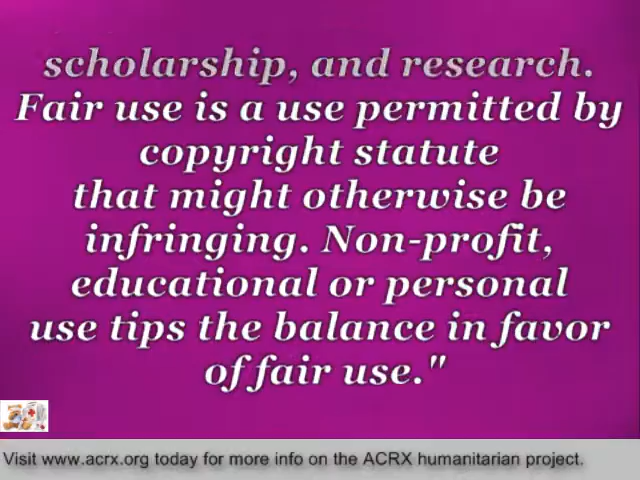 scholarship, and research.
Fair use is a use permitted by
copyright statute
that might otherwise be
infringing. Non-profit,
educational or personal
use tips the balance in favor
of fair use."
Visit www.acrx.org today for more info on the ACRX humanitarian project.